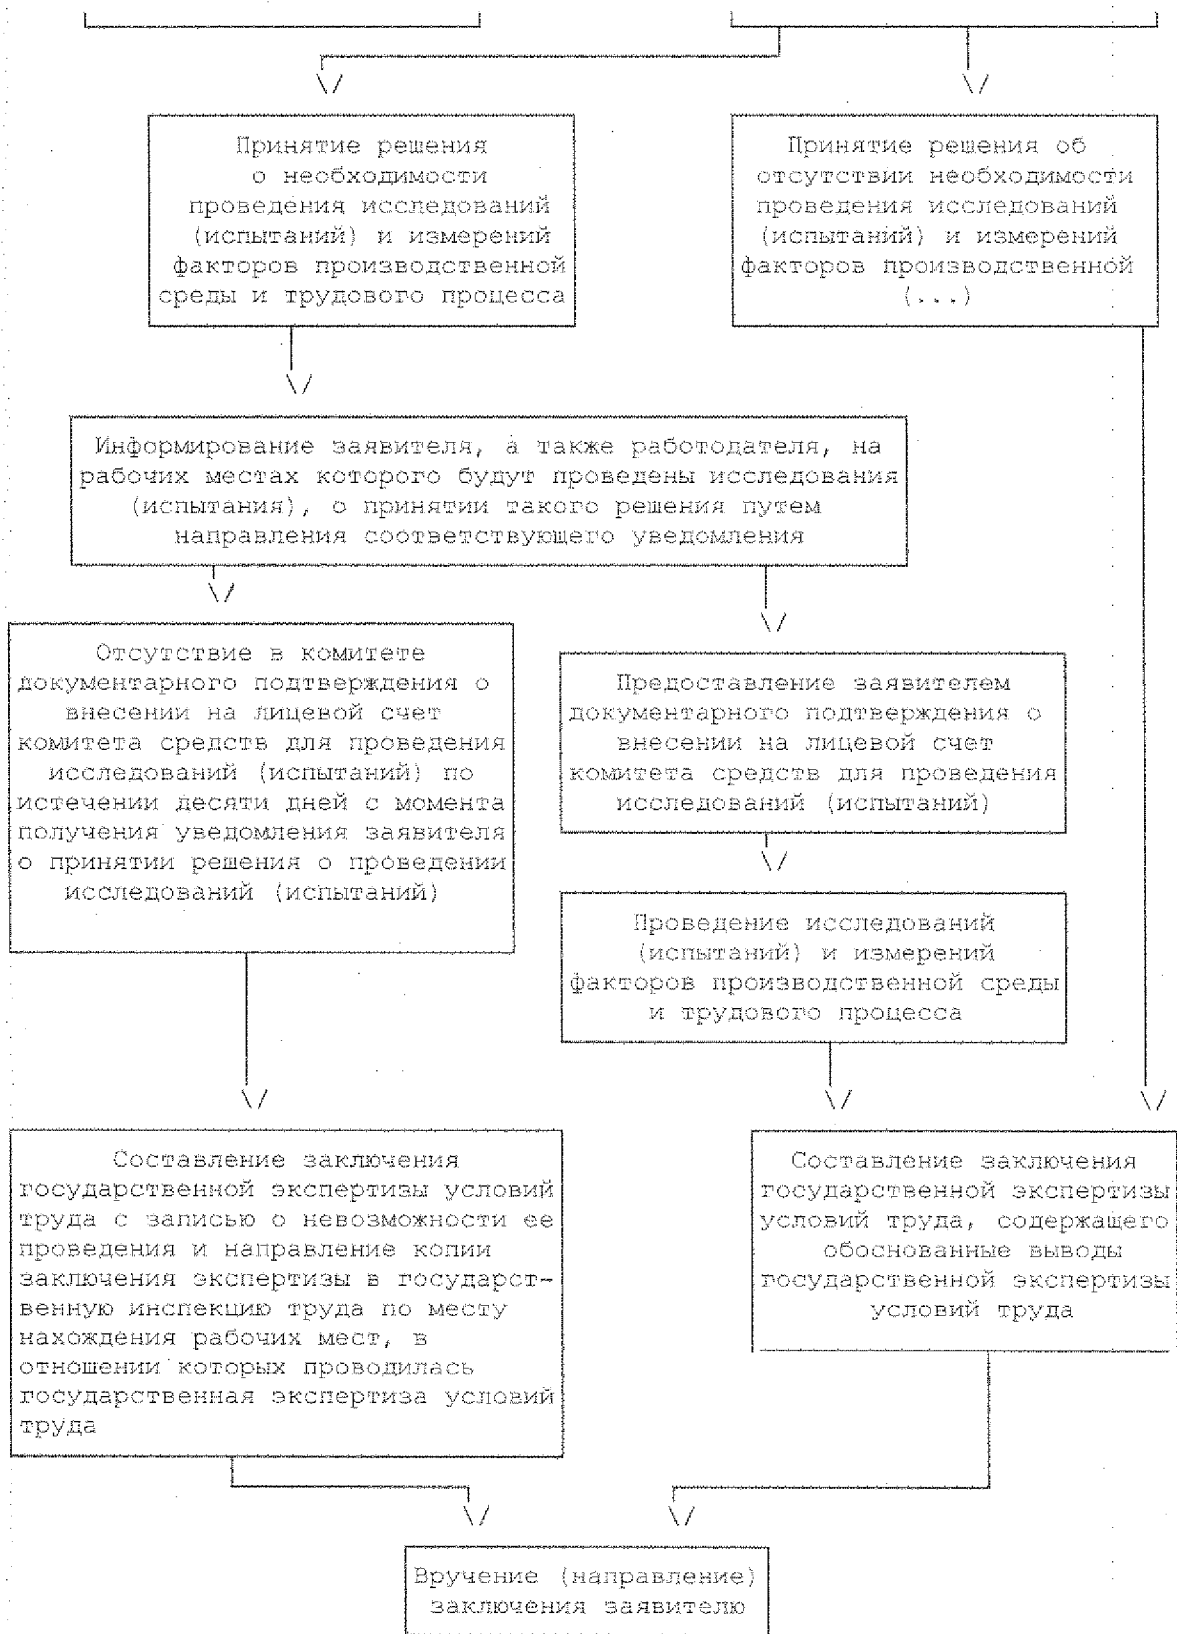 Принятие решения
о необходимости
проведения исследований
(испытаний) и измерений
факторов производственной
среды и трудового процесса
Принятие решения об
отсутствии необходимости
проведения исследований
(испытаний) и измерений
факторов производственной
(...)
Информирование заявителя, а также работодателя, на
рабочих местах которого будут проведены исследования
(испытания), о принятии такого решения путем
направления соответствующего уведомления
Отсутствие в комитете
документарного подтверждения о
внесении на лицевой счет
комитета средств для проведения
исследований (испытаний) по
истечении десяти дней с момента
получения уведомления заявителя
о принятии решения о проведении
исследований (испытаний)
Предоставление заявителем
документарного подтверждения о
внесении на лицевой счет
комитета средств для проведения
исследований (испытаний)
Проведение исследований
(испытаний) и измерений
факторов производственной среды
и трудового процесса
Составление заключения
государственной экспертизы условий
труда с записью о невозможности ее
проведения и направление копии
заключения экспертизы в государст-
венную инспекцию труда по месту
нахождения рабочих мест, в
отношении которых проводилась
государственная экспертиза условий
труда
Составление заключения
государственной экспертизы
условий труда, содержащего
обоснованные выводы
государственной экспертизы
условий труда
Вручение (направление)
заключения заявителю